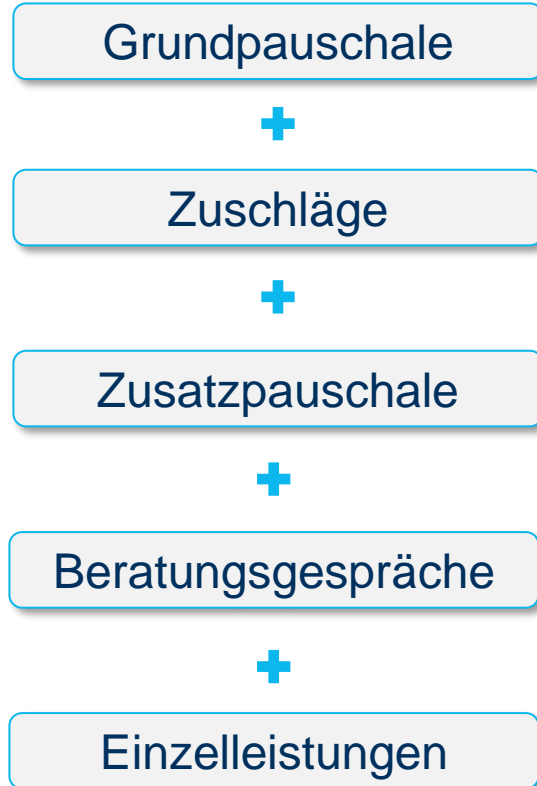 Grundpauschale
+
Zuschläge
+
Zusatzpauschale
+
Beratungsgespräche
+
Einzelleistungen